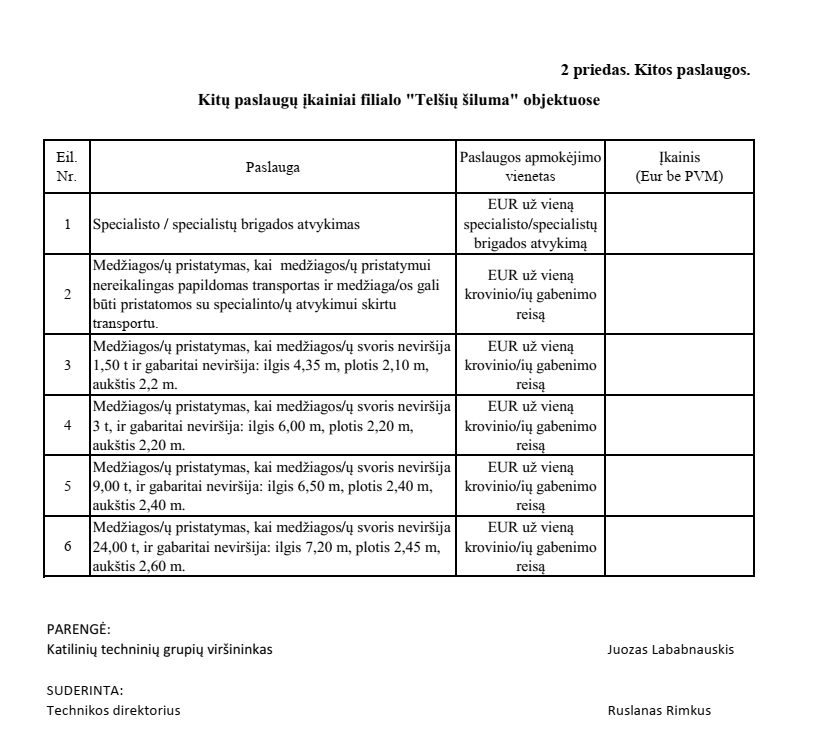 2 priedas. Kitos paslaugos.
Kitų paslaugų įkainiai filialo "Telšių šiluma" objektuose
Eil. Nr.
Paslauga
Paslaugos apmokėjimo
vienetas
Įkainis
(Eur be PVM)
1
Specialisto / specialistų brigados atvykimas
EUR už vieną
specialisto/specialistų
brigados atvykimą
2
Medžiagos/ų pristatymas, kai  medžiagos/ų pristatymui
nereikalingas papildomas transportas ir medžiaga/os gali
būti pristatomos su specialinto/ų atvykimui skirtu
transportu.
EUR už vieną
krovinio/ių gabenimo
reisą
3
Medžiagos/ų pristatymas, kai medžiagos/ų svoris neviršija
1,50 t ir gabaritai neviršija: ilgis 4,35 m, plotis 2,10 m,
aukštis 2,2 m.
EUR už vieną
krovinio/ių gabenimo
reisą
4
Medžiagos/ų pristatymas, kai medžiagos/ų svoris neviršija
3 t, ir gabaritai neviršija: ilgis 6,00 m, plotis 2,20 m,
aukštis 2,20 m.
EUR už vieną
krovinio/ių gabenimo
reisą
5
Medžiagos/ų pristatymas, kai medžiagos/ų svoris neviršija
9,00 t, ir gabaritai neviršija: ilgis 6,50 m, plotis 2,40 m,
aukštis 2,40 m.
EUR už vieną
krovinio/ių gabenimo
reisą
6
Medžiagos/ų pristatymas, kai medžiagos/ų svoris neviršija
24,00 t, ir gabaritai neviršija: ilgis 7,20 m, plotis 2,45 m,
aukštis 2,60 m.
EUR už vieną
krovinio/ių gabenimo
reisą
PARENGĖ:
Katilinių techninių grupių viršininkas
Juozas Lababnauskis
SUDERINTA:
Technikos direktorius
Ruslanas Rimkus